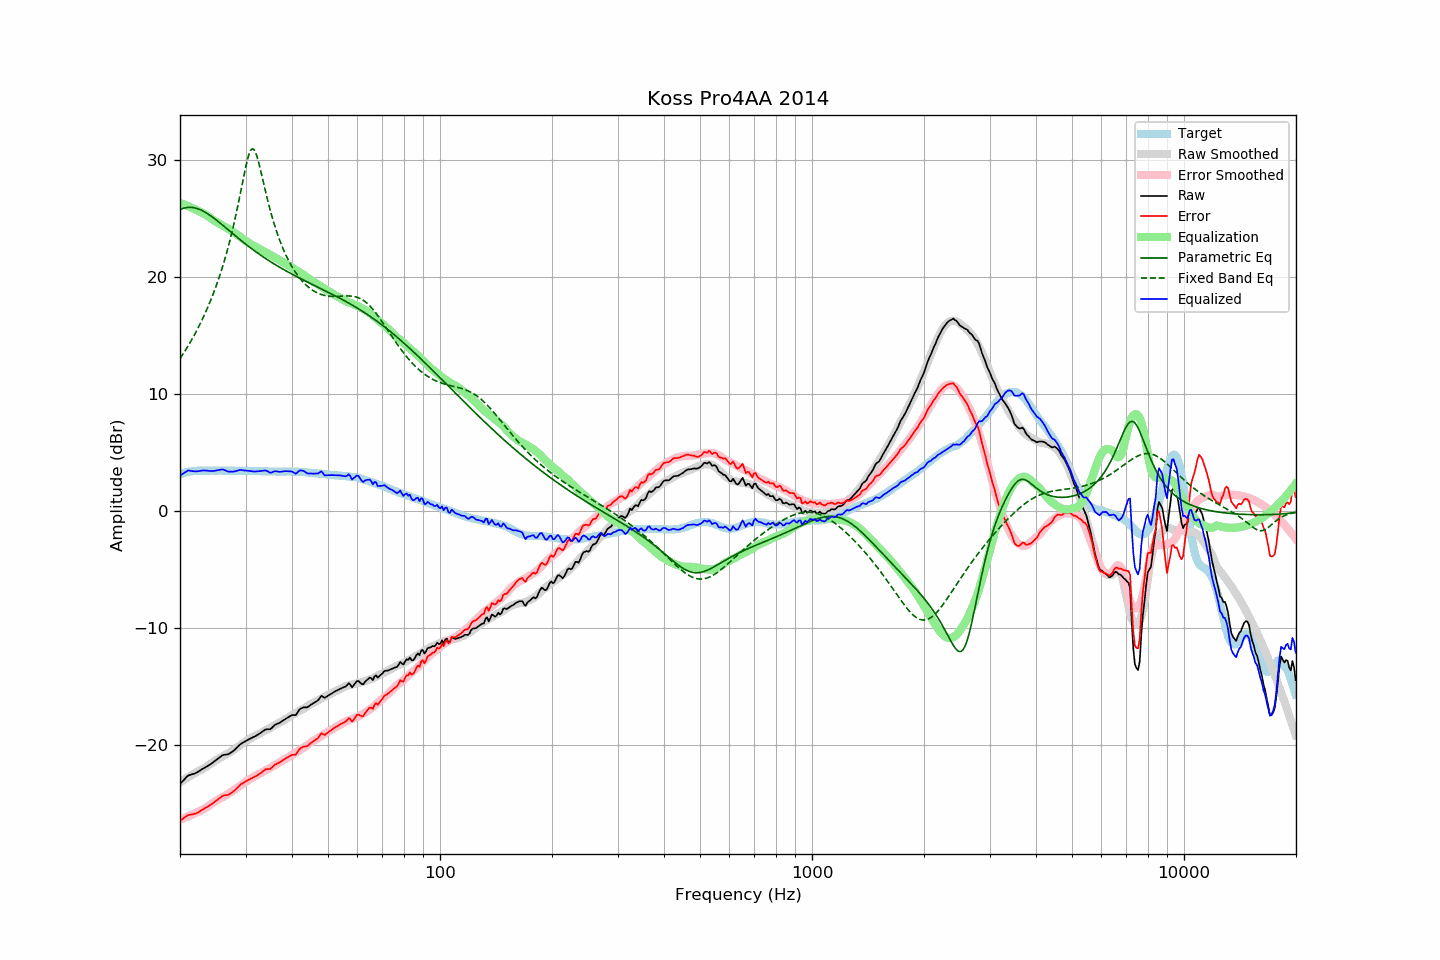 Koss Pro4AA 2014
Target
Raw Smoothed
Error Smoothed
Raw
Error
Equalization
Parametric Eq
Fixed Band Eq
Equalized
30
20
10
0
−10
−20
Amplitude (dBr)
100
1000
10000
Frequency (Hz)